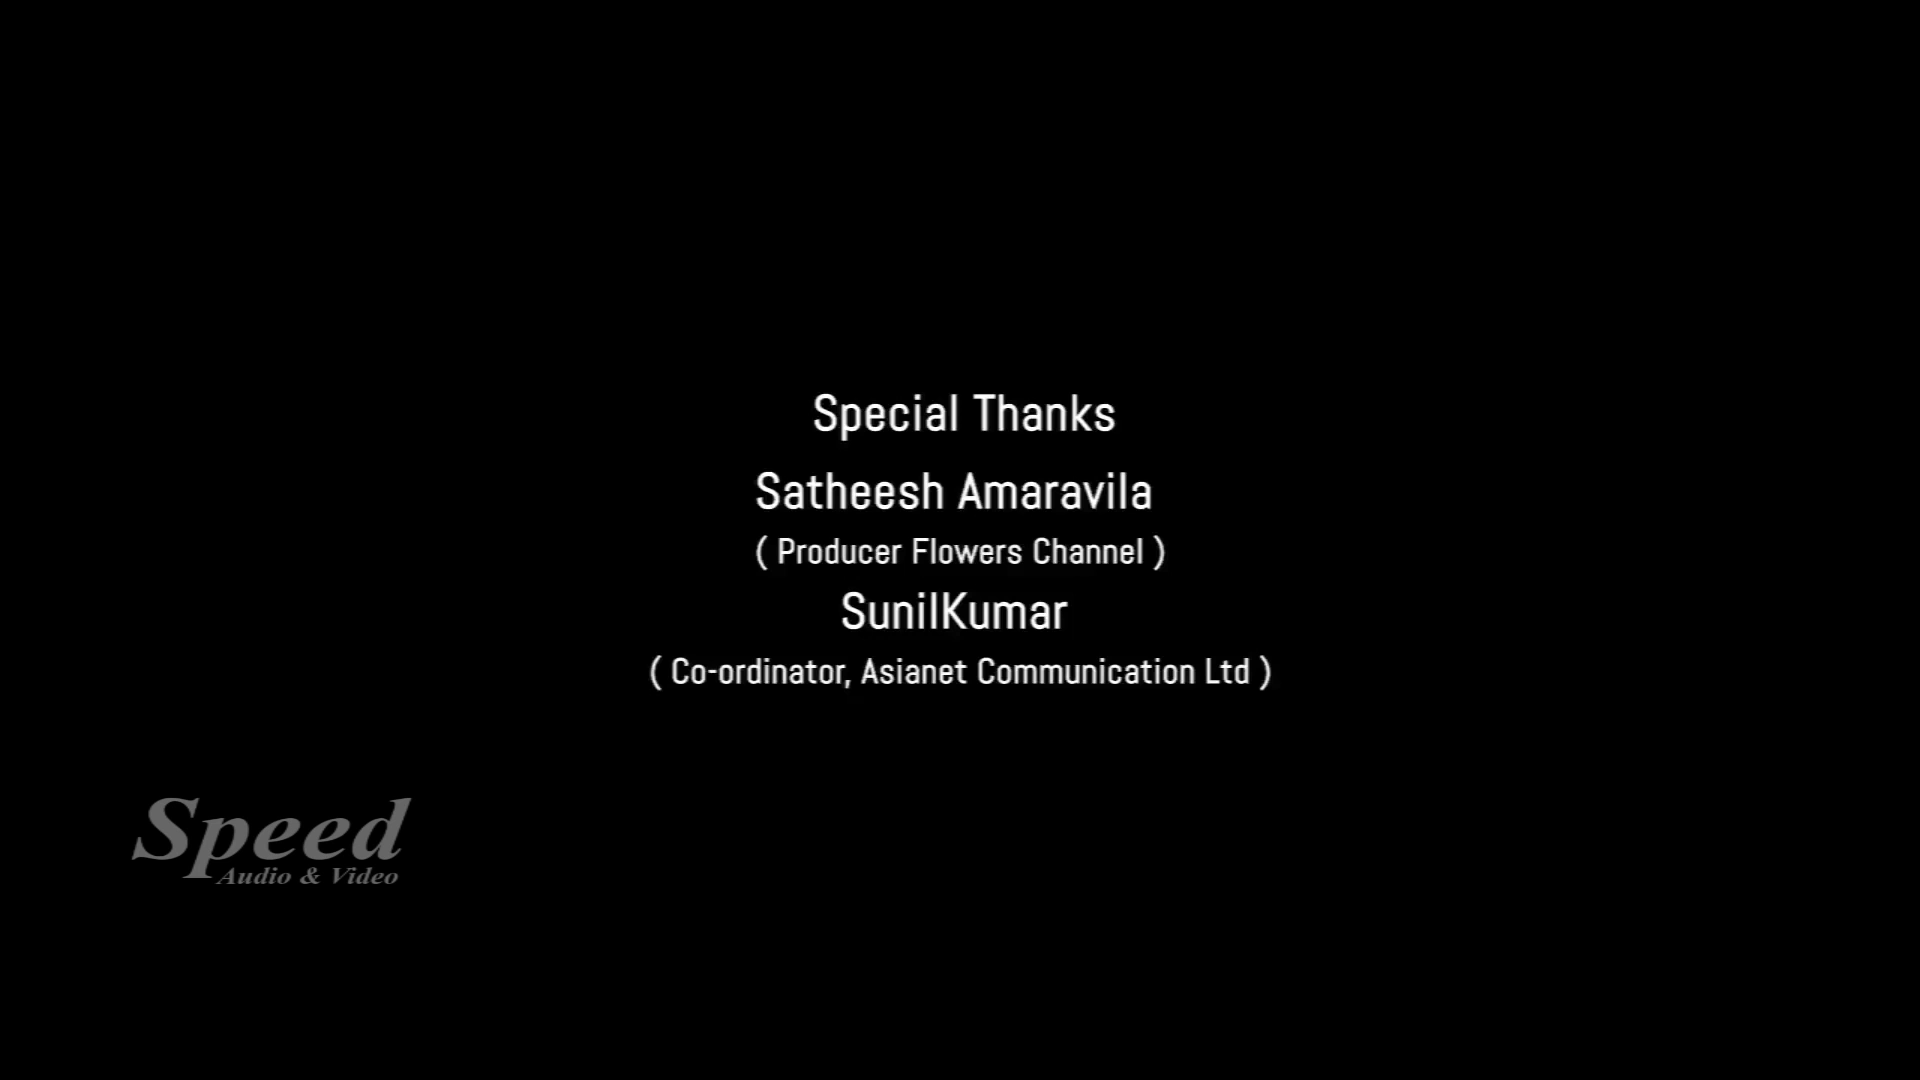 Special Thanks
Satheesh Amaravila
( Producer Flowers Channel )
SunilKumar
( Co-ordinator, Asianet Communication Ltd )
Speed
Audio & Video